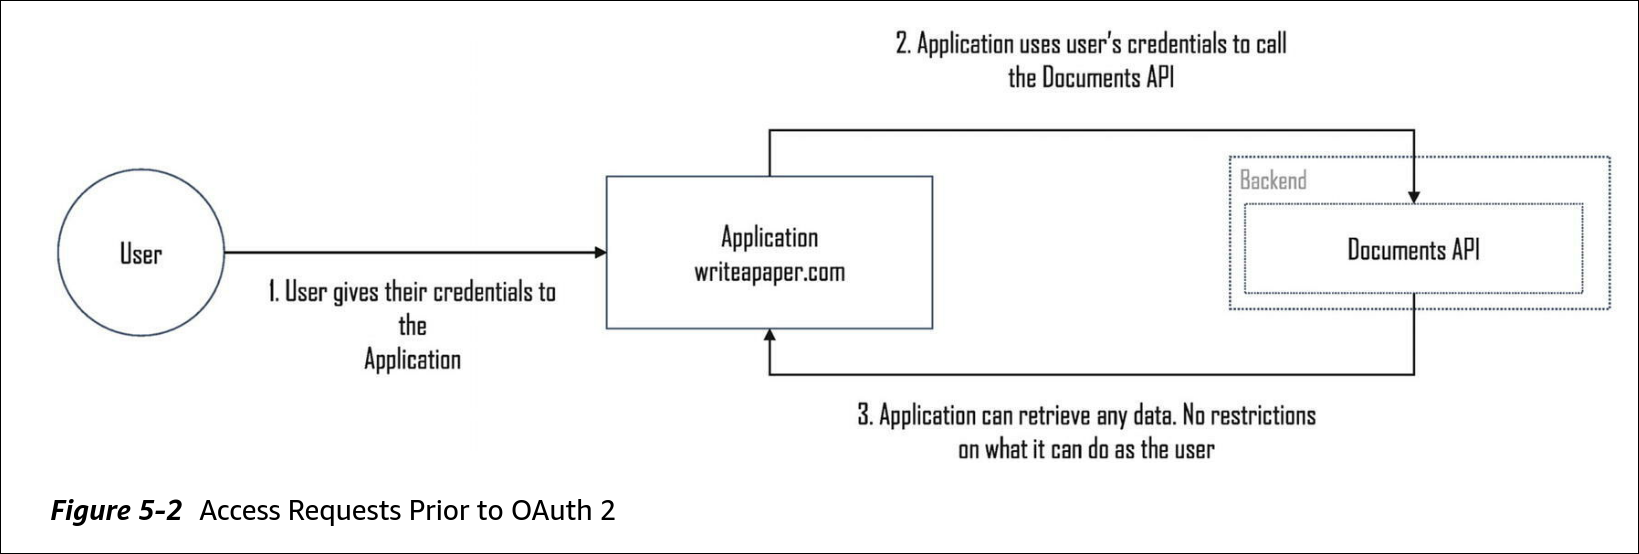 2. Application uses user's credentials to call
the Documents API
Backend
User
Application
writeapaper.com
Documents API
1. User gives their credentials to
the
Application
3. Application can retrieve any data. No restrictions
on what it can do as the user
Figure 5-2 Access Requests Prior to OAuth 2